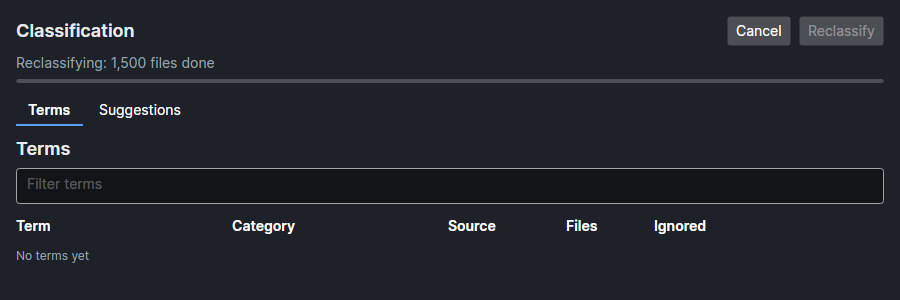 Classification
Cancel
Reclassify
Reclassifying: 1,500 files done
Terms
Suggestions
Terms
Filter terms
Term
Category
Source
Files
Ignored
No terms yet